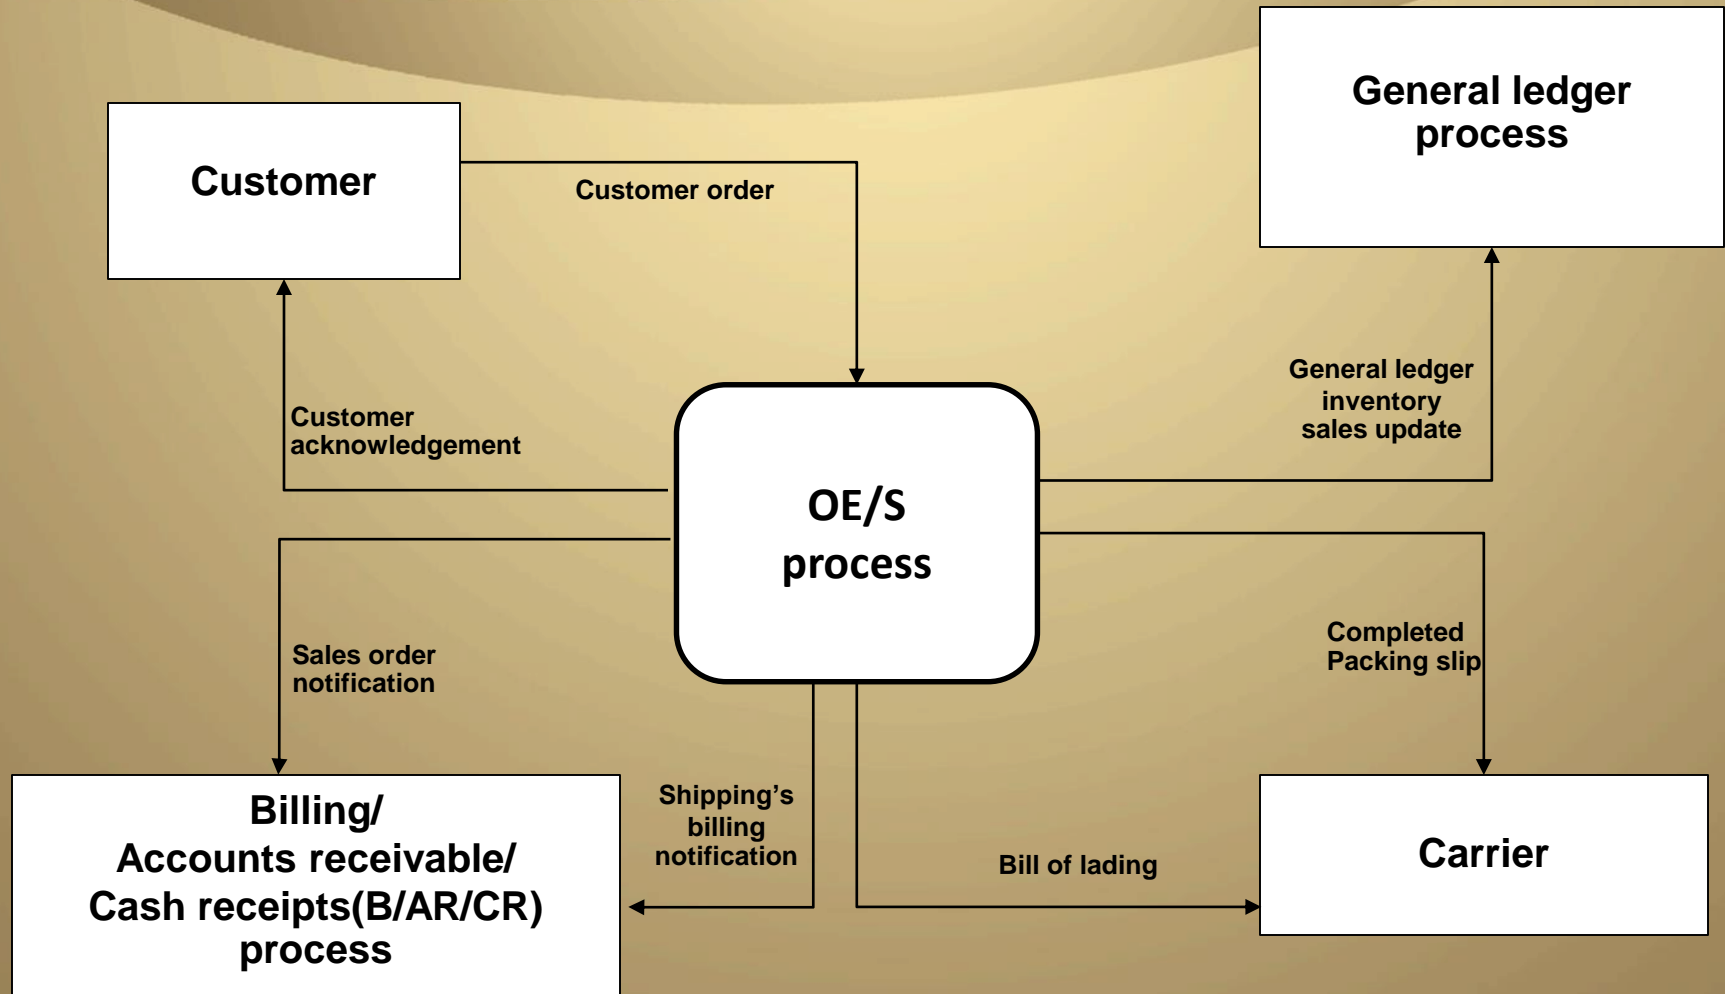 General ledger
process
Customer
Customer order
General ledger
inventory
sales update
Customer
acknowledgement
OE/S
process
Completed
Packing slip
Sales order
notification
Billing/
Accounts receivable/
Cash receipts(B/AR/CR)
process
Shipping’s
billing
notification
Bill of lading
Carrier